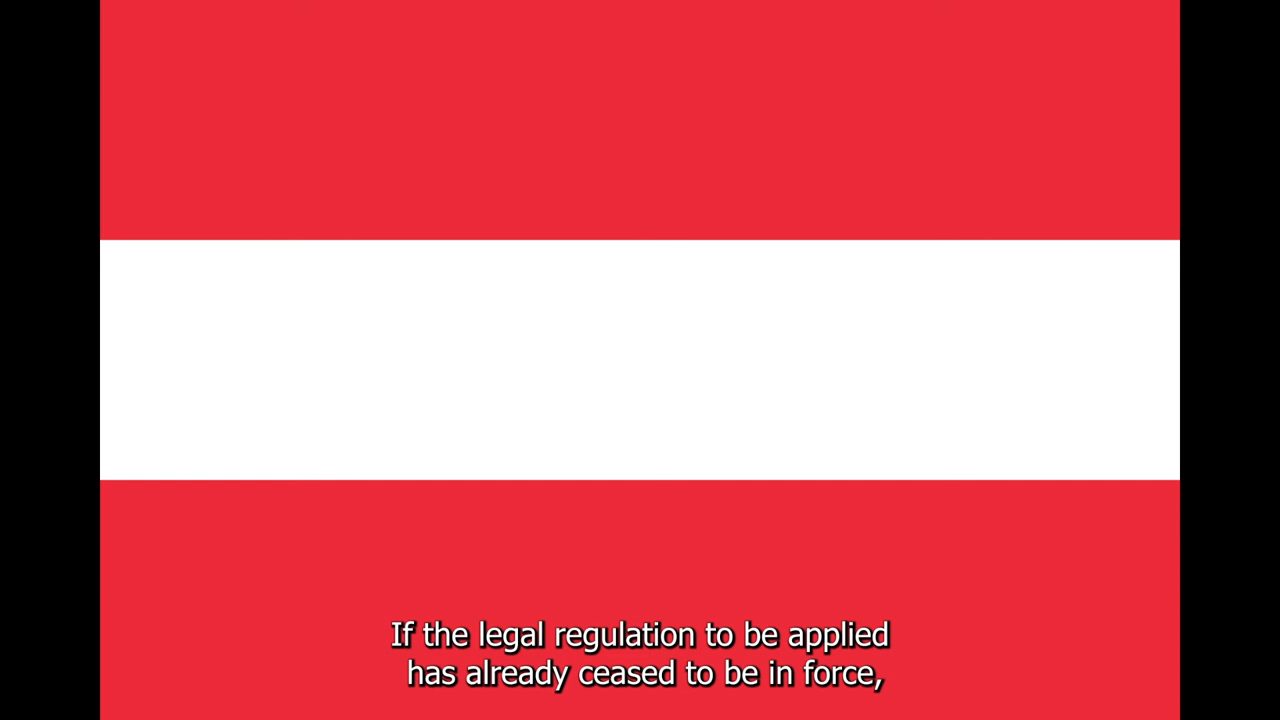 If the legal regulation to be applied
has already ceased to be in force,